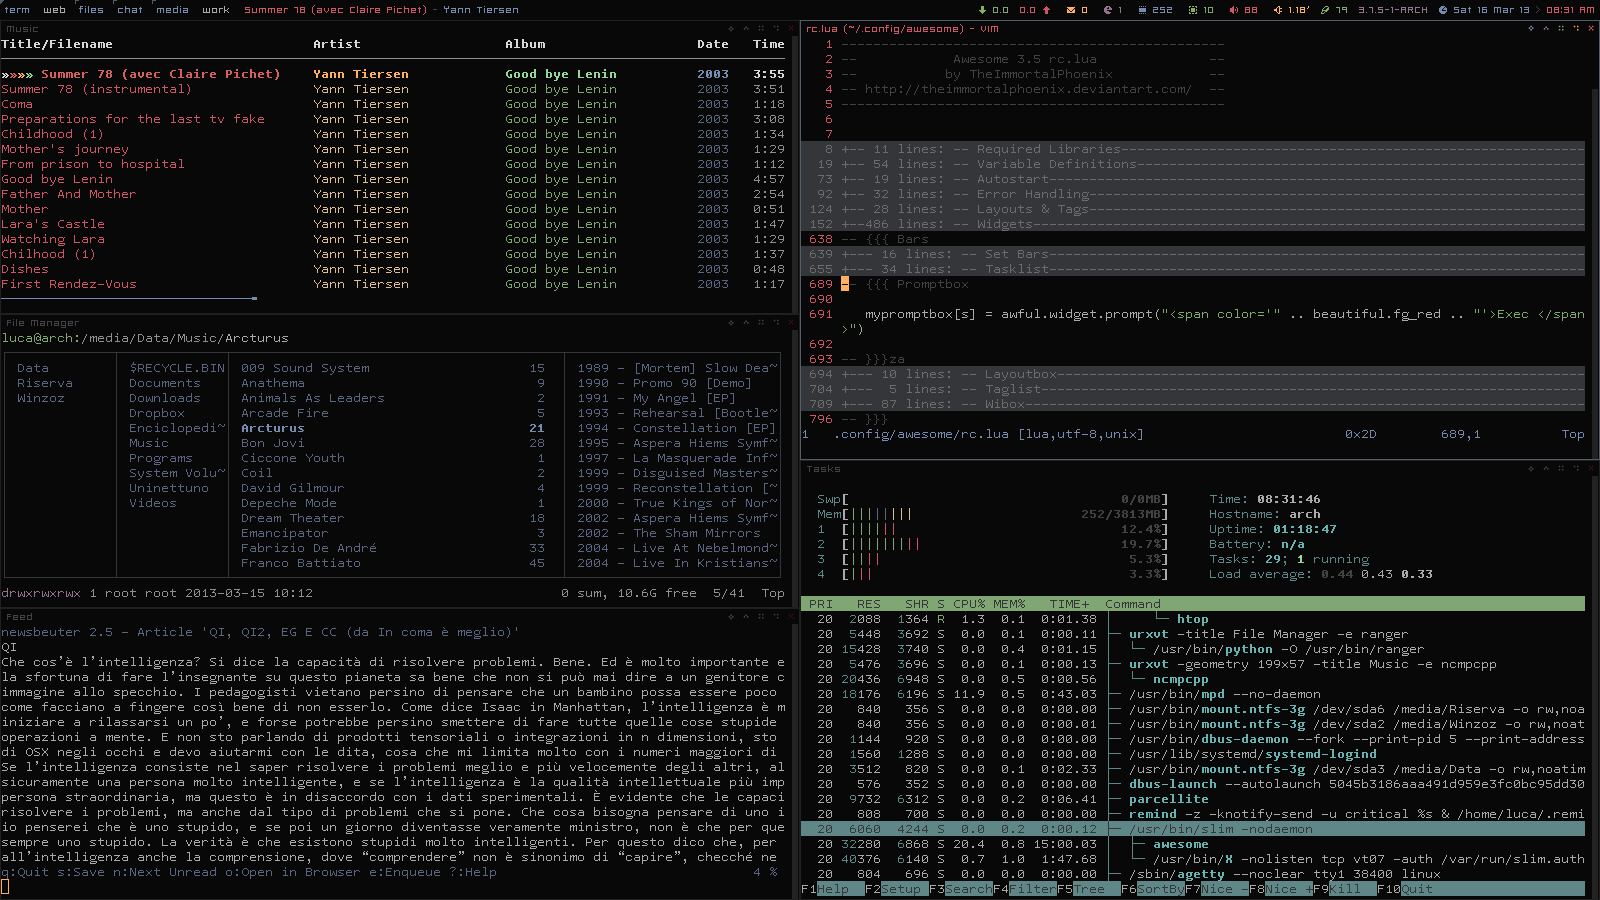 term web files chat media work Summer 78 (avec Claire Pichet) - Yann Tiersen 0.0 0.0 0 1 252 10 88 1.18' 79 3.7.5-1-ARCH Sat 16 Mar 13 > 08:31 AM
Music
Title/Filename Artist Album Date Time
»»»» Summer 78 (avec Claire Pichet) Yann Tiersen Good bye Lenin 2003 3:55
Summer 78 (instrumental) Yann Tiersen Good bye Lenin 2003 3:51
Coma Yann Tiersen Good bye Lenin 2003 1:18
Preparations for the last tv fake Yann Tiersen Good bye Lenin 2003 3:08
Childhood (1) Yann Tiersen Good bye Lenin 2003 1:34
Mother's journey Yann Tiersen Good bye Lenin 2003 1:29
From prison to hospital Yann Tiersen Good bye Lenin 2003 1:12
Good bye Lenin Yann Tiersen Good bye Lenin 2003 4:57
Father And Mother Yann Tiersen Good bye Lenin 2003 2:54
Mother Yann Tiersen Good bye Lenin 2003 0:51
Lara's Castle Yann Tiersen Good bye Lenin 2003 1:47
Watching Lara Yann Tiersen Good bye Lenin 2003 1:29
Chilhood (1) Yann Tiersen Good bye Lenin 2003 1:37
Dishes Yann Tiersen Good bye Lenin 2003 0:48
First Rendez-Vous Yann Tiersen Good bye Lenin 2003 1:17
File Manager
luca@arch:/media/Data/Music/Arcturus
Data $RECYCLE.BIN 009 Sound System 15 1989 - [Mortem] Slow Dea~
Riserva Documents Anathema 9 1990 - Promo 90 [Demo]
Winzoz Downloads Animals As Leaders 2 1991 - My Angel [EP]
Dropbox Arcade Fire 5 1993 - Rehearsal [Bootle~
Enciclopedi~ Arcturus 21 1994 - Constellation [EP]
Music Bon Jovi 28 1995 - Aspera Hiems Symf~
Programs Ciccone Youth 1 1997 - La Masquerade Inf~
System Volu~ Coil 2 1999 - Disguised Masters~
Uninettuno David Gilmour 4 1999 - Reconstellation [~
Videos Depeche Mode 1 2000 - True Kings of Nor~
Dream Theater 18 2002 - Aspera Hiems Symf~
Emancipator 3 2002 - The Sham Mirrors
Fabrizio De André 33 2004 - Live At Nebelmond~
Franco Battiato 45 2004 - Live In Kristians~
drwxrwxrwx 1 root root 2013-03-15 10:12 0 sum, 10.6G free 5/41 Top
Feed
newsbeuter 2.5 - Article 'QI, QI2, EG E CC (da In coma è meglio)'
QI
Che cos'è l'intelligenza? Si dice la capacità di risolvere problemi. Bene. Ed è molto importante e
la sfortuna di fare l'insegnante su questo pianeta sa bene che non si può mai dire a un genitore c
immagine allo specchio. I pedagogisti vietano persino di pensare che un bambino possa essere poco
come facciano a fingere così bene di non esserlo. Come dice Isaac in Manhattan, l'intelligenza è m
iniziare a rilassarsi un po', e forse potrebbe persino smettere di fare tutte quelle cose stupide
operazioni a mente. E non sto parlando di prodotti tensoriali o integrazioni in n dimensioni, sto
di OSX negli occhi e devo aiutarmi con le dita, cosa che mi limita molto con i numeri maggiori di
Se l'intelligenza consiste nel saper risolvere i problemi meglio e più velocemente degli altri, al
sicuramente una persona molto intelligente, e se l'intelligenza è la qualità intellettuale più imp
persona straordinaria, ma questo è in disaccordo con i dati sperimentali. È evidente che le capaci
risolvere i problemi, ma anche dal tipo di problemi che si pone. Che cosa bisogna pensare di uno i
io penserei che è uno stupido, e se poi un giorno diventasse veramente ministro, non è che per que
sempre uno stupido. La verità è che esistono stupidi molto intelligenti. Per questo dico che, per
all'intelligenza anche la comprensione, dove “comprendere” non è sinonimo di “capire”, checché ne
q:Quit s:Save n:Next Unread o:Open in Browser e:Enqueue ?:Help 4 %
rc.lua (~/.config/awesome) - VIM
1 ------------------------------------------------
2 -- Awesome 3.5 rc.lua --
3 -- by TheImmortalPhoenix --
4 -- http://theimmortalphoenix.deviantart.com/ --
5 ------------------------------------------------
6
7
8 +-- 11 lines: -- Required Libraries
19 +-- 54 lines: -- Variable Definitions
73 +-- 19 lines: -- Autostart
92 +-- 32 lines: -- Error Handling
124 +-- 28 lines: -- Layouts & Tags
152 +--486 lines: -- Widgets
638 -- {{{ Bars
639 +--- 16 lines: -- Set Bars
655 +--- 34 lines: -- Tasklist
689 -- {{{ Promptbox
690
691 mypromptbox[s] = awful.widget.prompt("<span color='" .. beautiful.fg_red .. "'>Exec </span
>")
692
693 -- }}}za
694 +--- 10 lines: -- Layoutbox
704 +--- 5 lines: -- Taglist
709 +--- 87 lines: -- Wibox
796 -- }}}
1 .config/awesome/rc.lua [lua,utf-8,unix] 0x2D 689,1 Top
Tasks
Swp[ 0/0MB] Time: 08:31:46
Mem[|||||||| 252/3813MB] Hostname: arch
1 [|||||| 12.4%] Uptime: 01:18:47
2 [||||||||| 19.7%] Battery: n/a
3 [|||| 5.3%] Tasks: 29; 1 running
4 [||| 3.3%] Load average: 0.44 0.43 0.33
PRI RES SHR S CPU% MEM% TIME+ Command
20 2088 1364 R 1.3 0.1 0:01.38 │ └─ htop
20 5448 3692 S 0.0 0.1 0:00.11 ├─ urxvt -title File Manager -e ranger
20 15428 3740 S 0.0 0.4 0:01.15 │ └─ /usr/bin/python -O /usr/bin/ranger
20 5476 3696 S 0.0 0.1 0:00.13 ├─ urxvt -geometry 199x57 -title Music -e ncmpcpp
20 20436 6948 S 0.0 0.5 0:00.56 │ └─ ncmpcpp
20 18176 6196 S 11.9 0.5 0:43.03 ├─ /usr/bin/mpd --no-daemon
20 840 356 S 0.0 0.0 0:00.06 ├─ /usr/bin/mount.ntfs-3g /dev/sda6 /media/Riserva -o rw,noa
20 840 356 S 0.0 0.0 0:00.01 ├─ /usr/bin/mount.ntfs-3g /dev/sda2 /media/Winzoz -o rw,noat
20 1144 920 S 0.0 0.0 0:00.00 ├─ /usr/bin/dbus-daemon --fork --print-pid 5 --print-address
20 1560 1288 S 0.0 0.0 0:00.00 ├─ /usr/lib/systemd/systemd-logind
20 3512 820 S 0.0 0.1 0:02.33 ├─ /usr/bin/mount.ntfs-3g /dev/sda3 /media/Data -o rw,noatim
20 576 352 S 0.0 0.0 0:00.00 ├─ dbus-launch --autolaunch 5045b3186aaa491d959e3fc0bc95dd30
20 9732 6312 S 0.0 0.2 0:06.41 ├─ parcellite
20 808 700 S 0.0 0.0 0:00.00 ├─ remind -z -knotify-send -u critical %s & /home/luca/.remi
20 6060 4244 S 0.0 0.2 0:00.12 ├─ /usr/bin/slim -nodaemon
20 32280 6868 S 20.4 0.8 15:00.03 │ ├─ awesome
20 40376 6140 S 0.7 1.0 1:47.68 │ └─ /usr/bin/X -nolisten tcp vt07 -auth /var/run/slim.auth
20 804 696 S 0.0 0.0 0:00.00 ├─ /sbin/agetty --noclear tty1 38400 linux
F1Help F2Setup F3SearchF4FilterF5Tree F6SortByF7Nice -F8Nice +F9Kill F10Quit